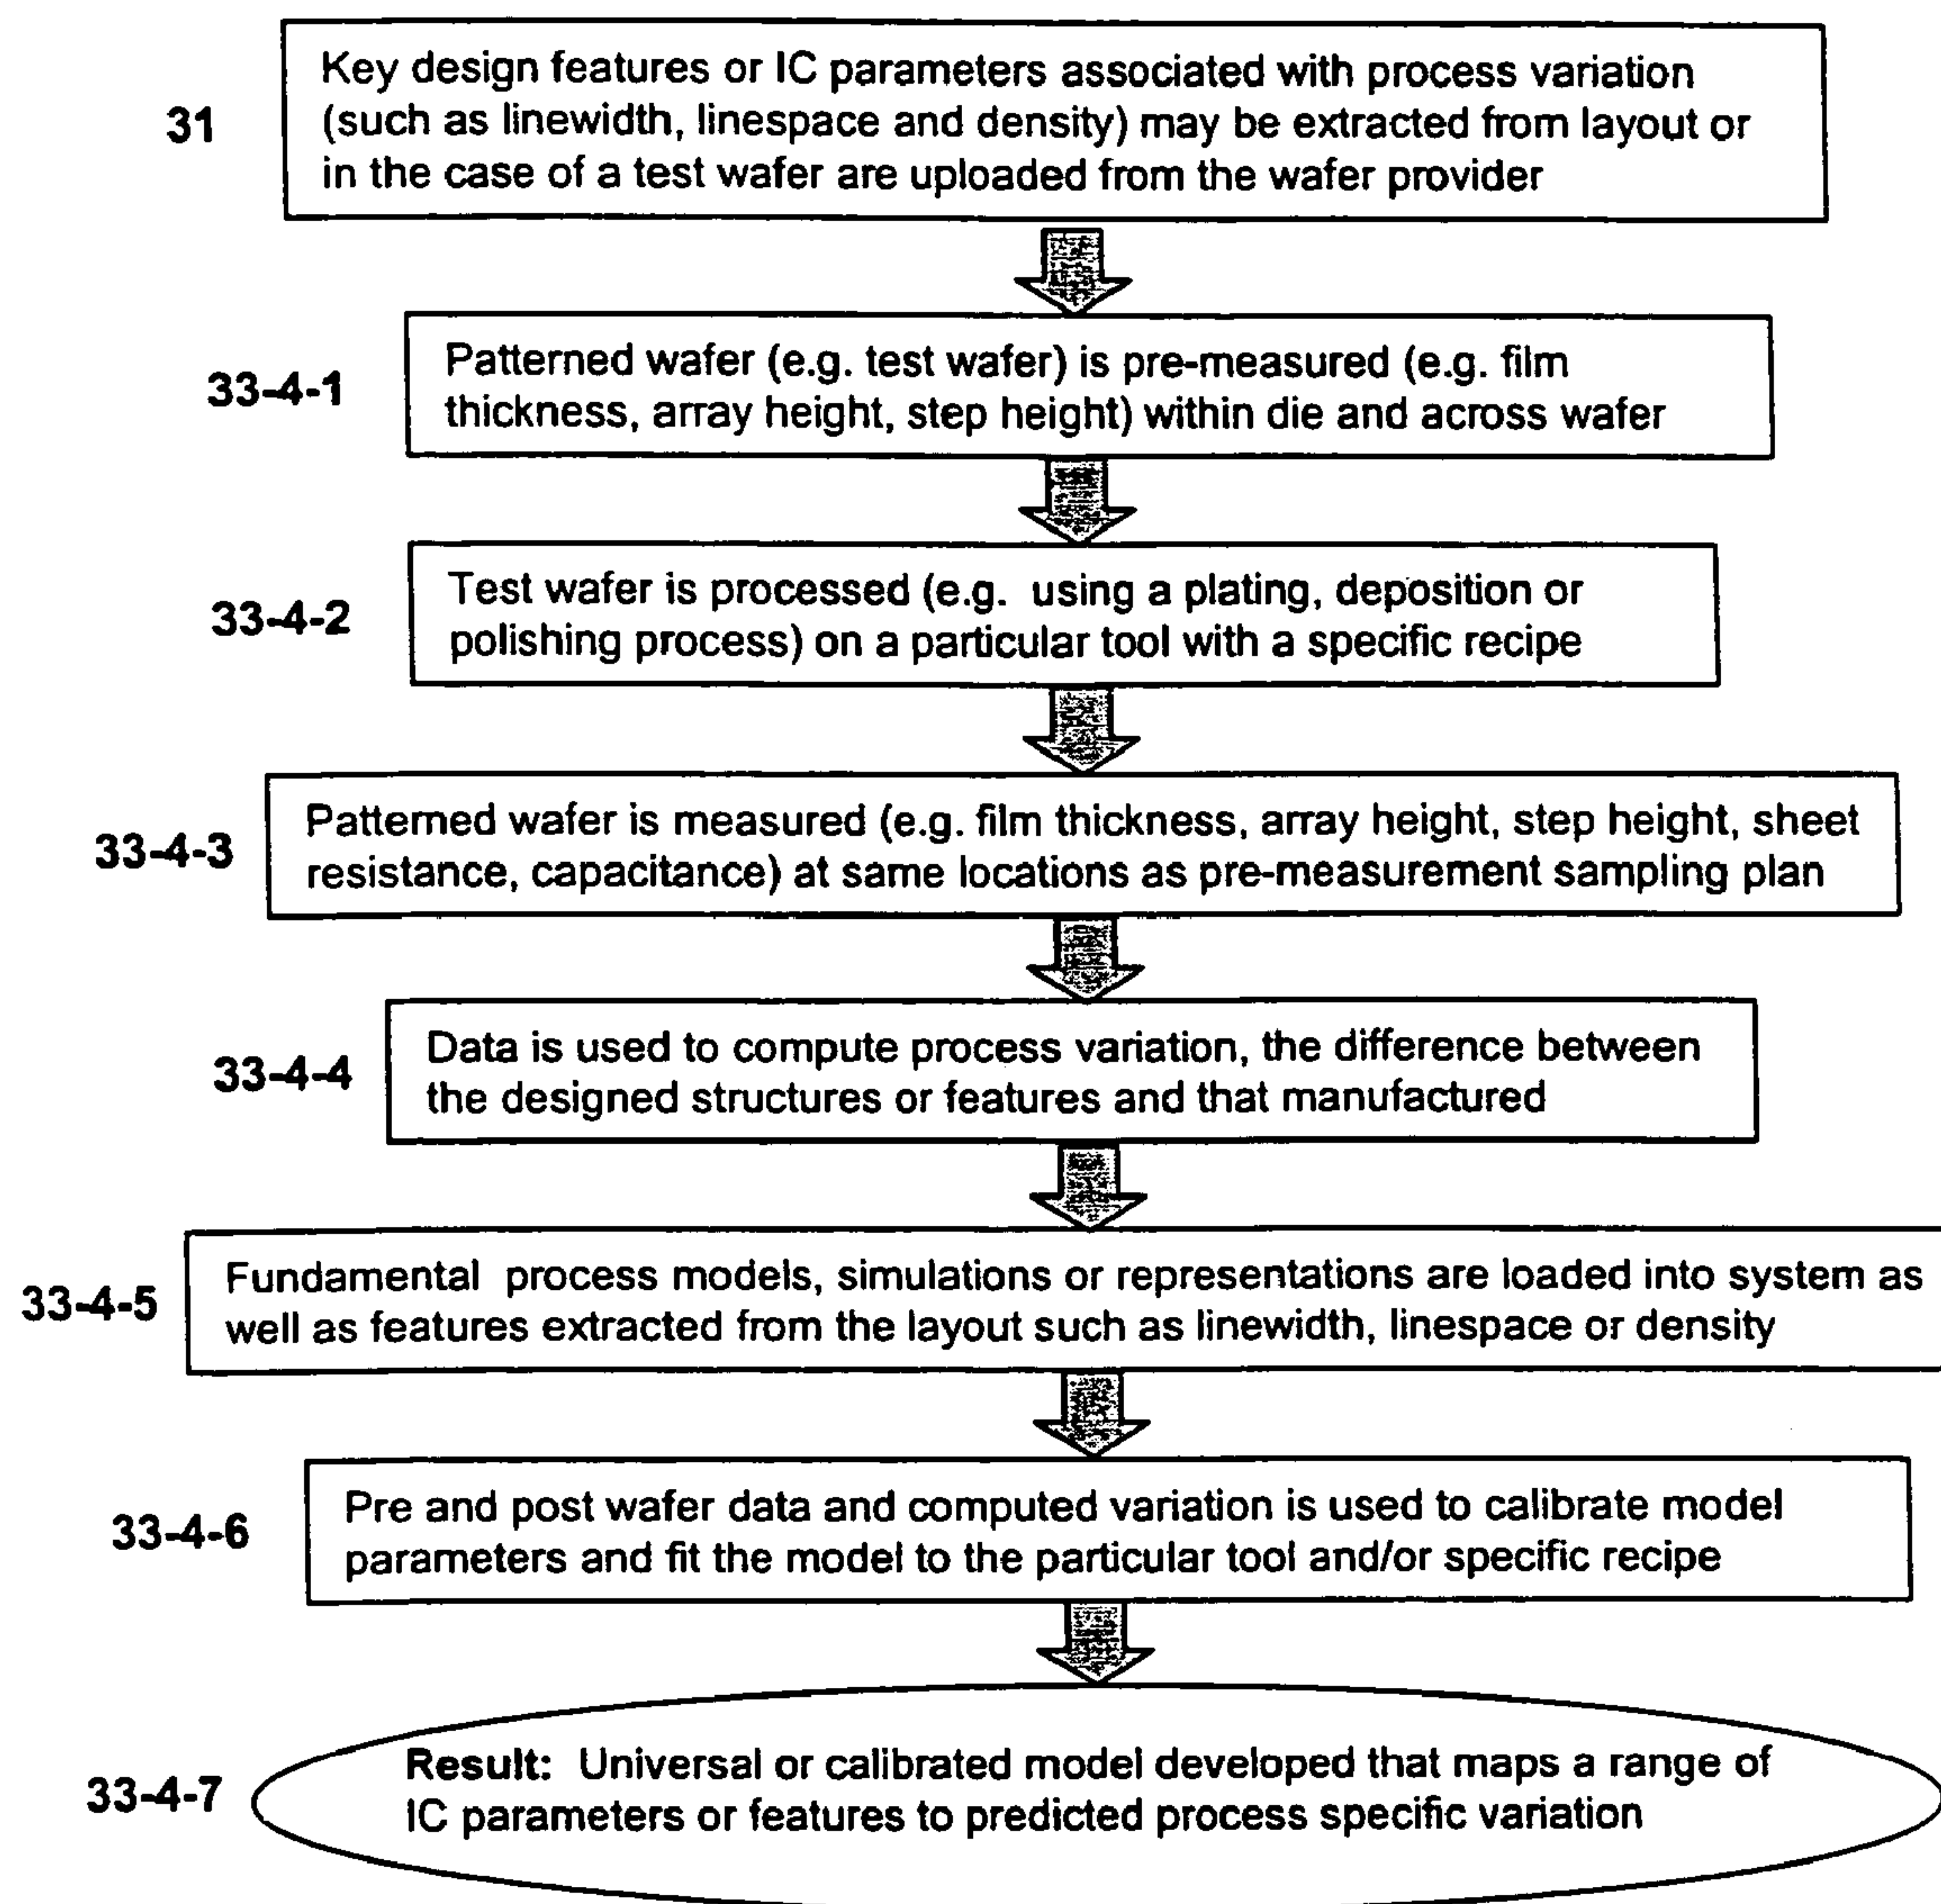 Key design features or IC parameters associated with process variation
31
(such as linewidth, linespace and density) may be extracted from layout or
in the case of a test wafer are uploaded from the wafer provider
Patterned wafer (e.g. test wafer) is pre-measured (e.g. film
33-4-1
thickness, array height, step height) within die and across wafer
Test wafer is processed (e.g. using a plating, deposition or
33-4-2
polishing process) on a particular tool with a specific recipe
Patterned wafer is measured (e.g. film thickness, array height, step height, sheet
33-4-3
resistance, capacitance) at same locations as pre-measurement sampling plan
Data is used to compute process variation, the difference between
33-4-4
the designed structures or features and that manufactured
Fundamental process models, simulations or representations are loaded into system as
33-4-5
well as features extracted from the layout such as linewidth, linespace or density
Pre and post wafer data and computed variation is used to calibrate model
33-4-6
parameters and fit the model to the particular tool and/or specific recipe
Result: Universal or calibrated model developed that maps a range of
33-4-7
IC parameters or features to predicted process specific variation